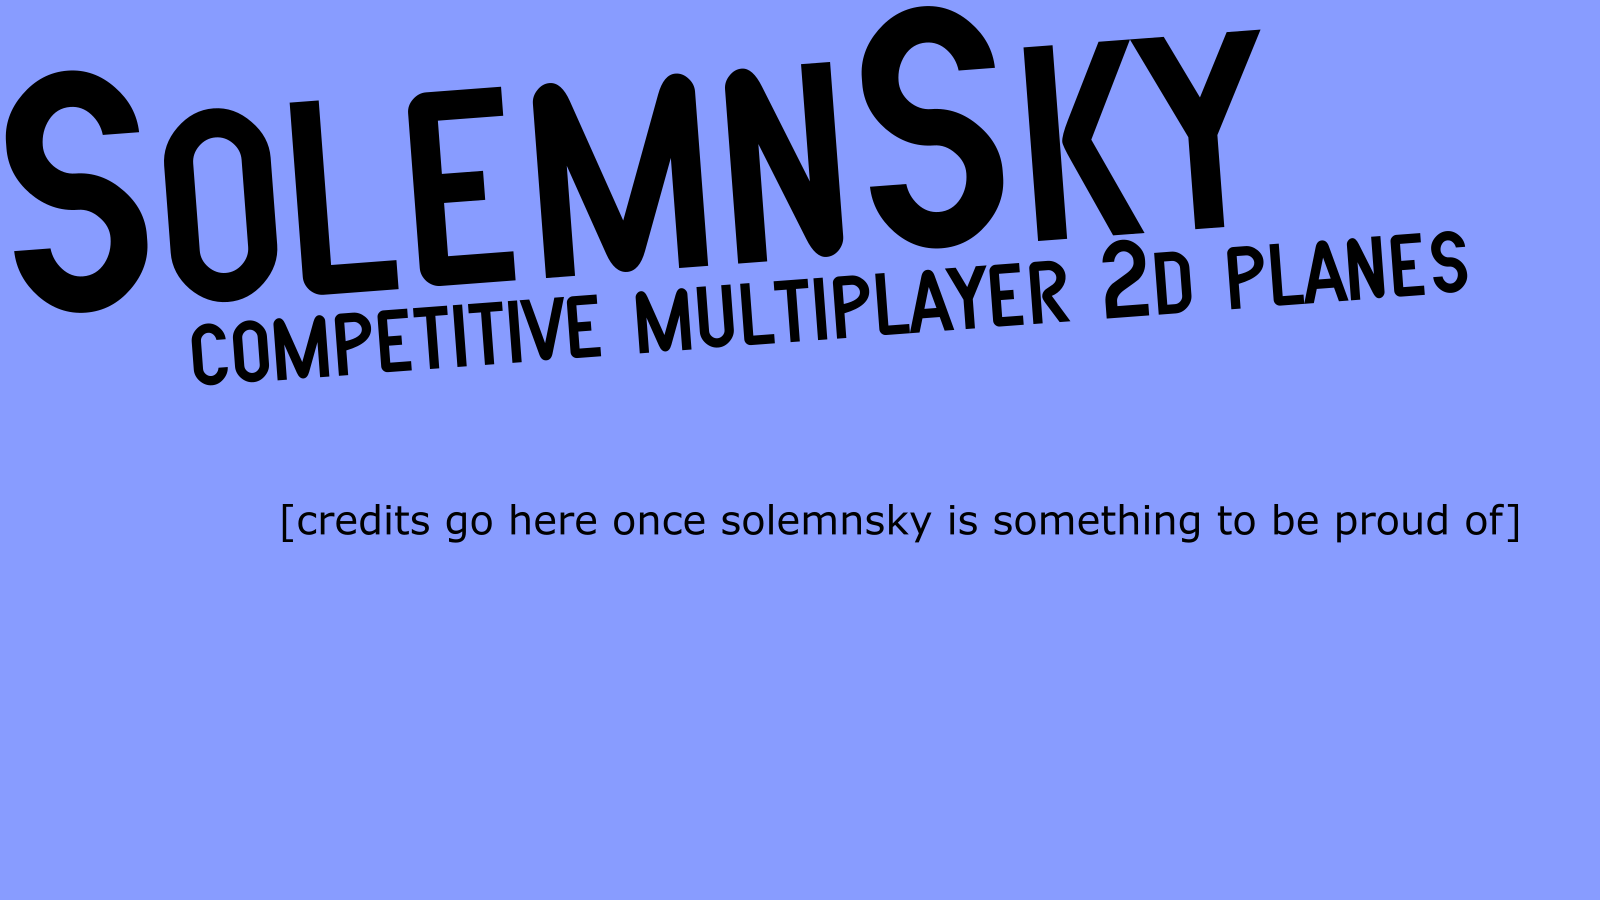 SolemnSky
competitive multiplayer 2d planes
[credits go here once solemnsky is something to be proud of]